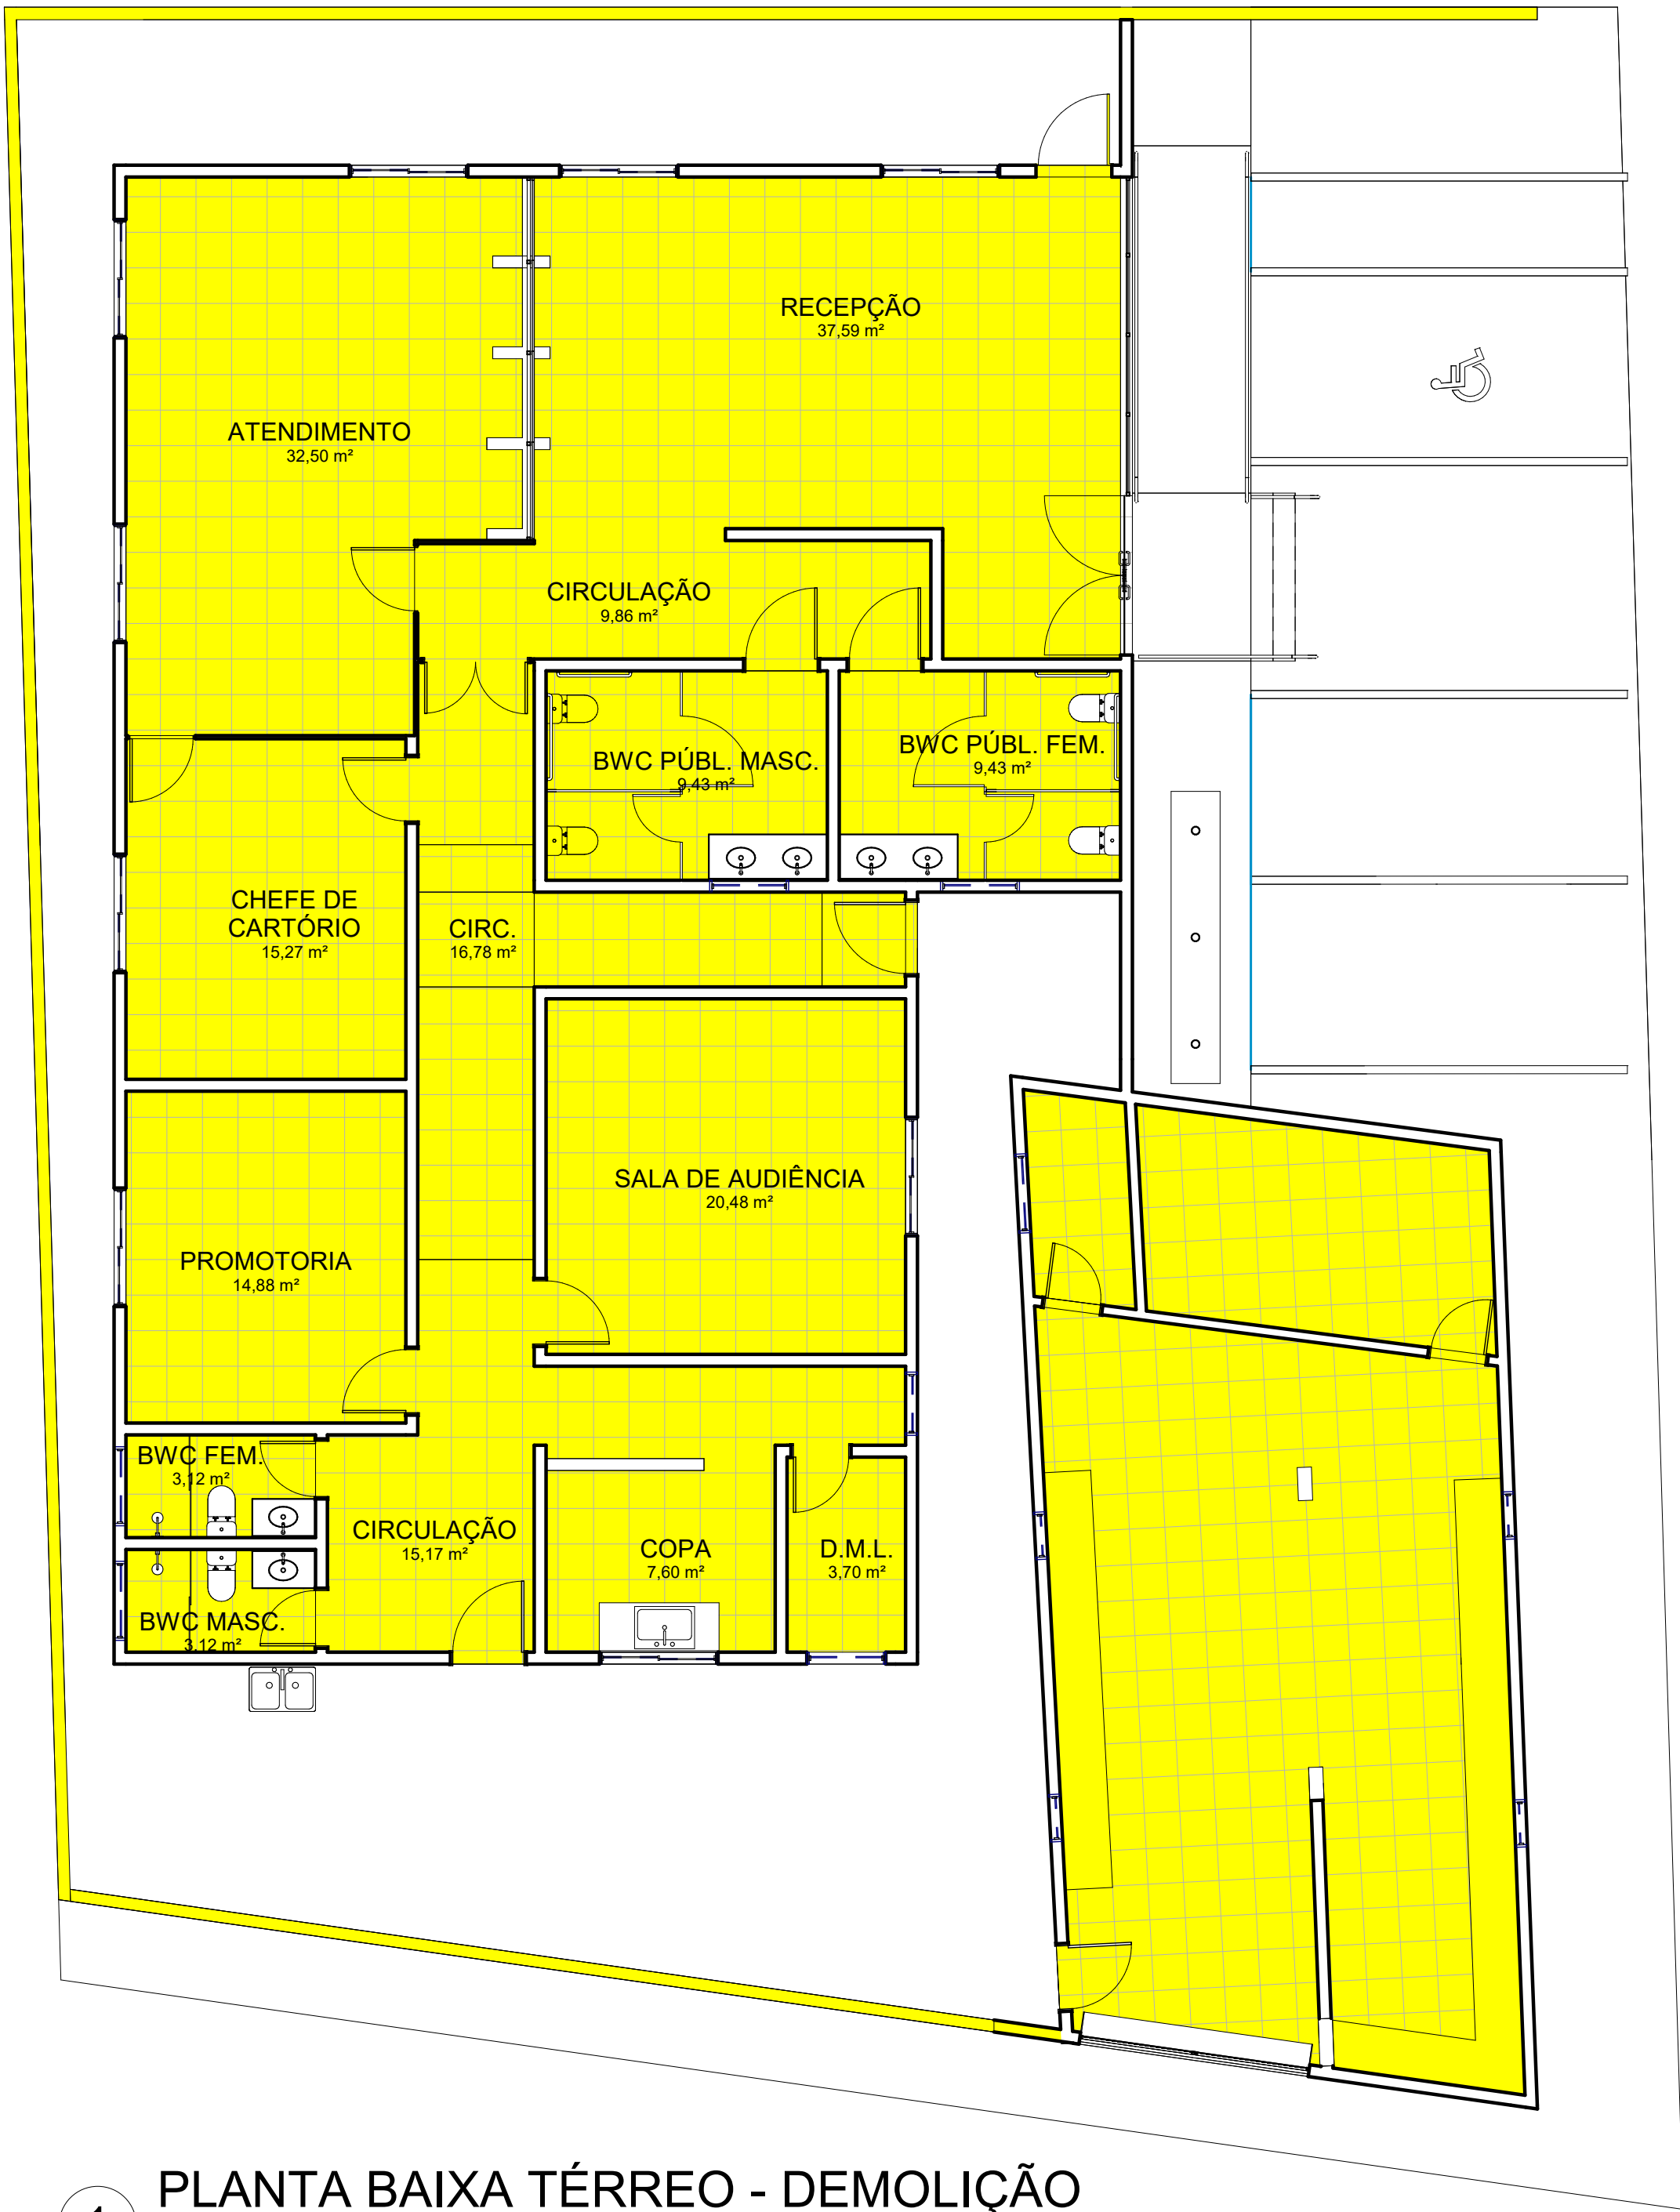 RECEPÇÃO
37,59 m²
ATENDIMENTO
32,50 m²
CIRCULAÇÃO
9,86 m²
BWC PÚBL. MASC.
9,43 m²
BWC PÚBL. FEM.
9,43 m²
CHEFE DE
CARTÓRIO
15,27 m²
CIRC.
16,78 m²
SALA DE AUDIÊNCIA
20,48 m²
PROMOTORIA
14,88 m²
BWC FEM.
3,12 m²
CIRCULAÇÃO
15,17 m²
COPA
7,60 m²
D.M.L.
3,70 m²
BWC MASC.
3,12 m²
PLANTA BAIXA TÉRREO - DEMOLIÇÃO
1